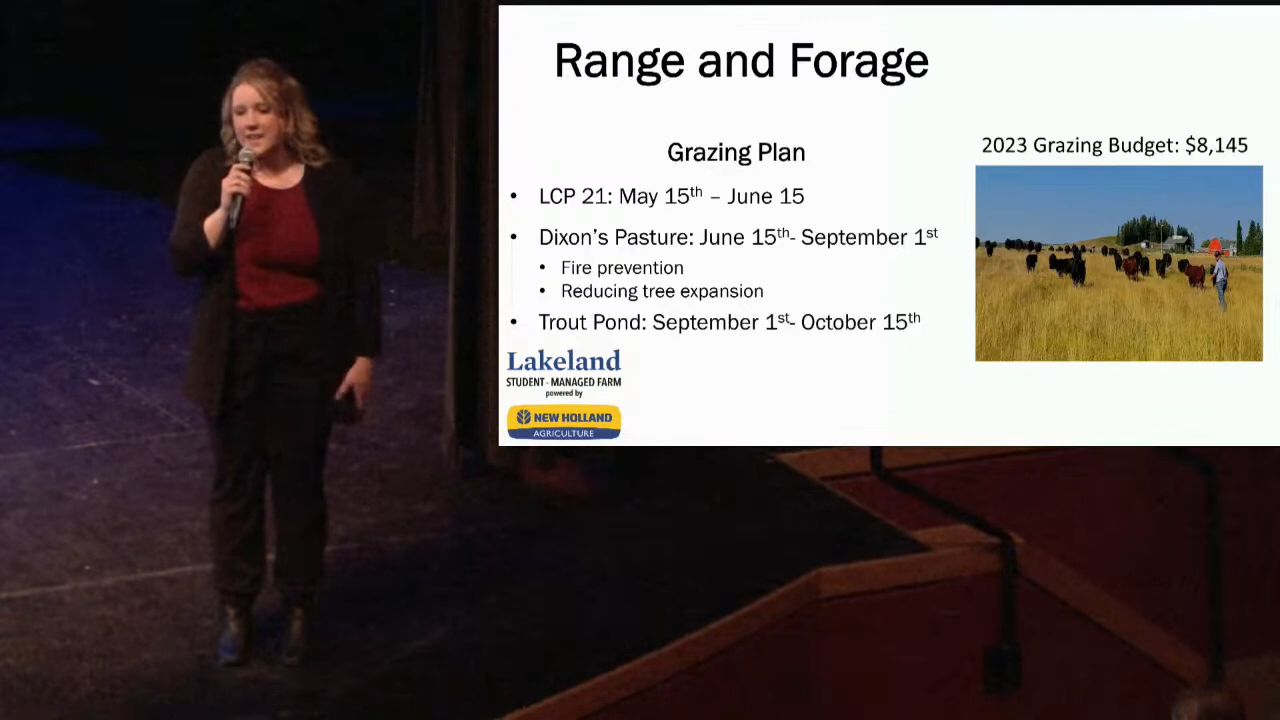 Range and Forage
Grazing Plan
• LCP 21: May 15th – June 15
• Dixon's Pasture: June 15th- September 1st
• Fire prevention
• Reducing tree expansion
• Trout Pond: September 1st- October 15th
2023 Grazing Budget: $8,145
Lakeland
STUDENT-MANAGED FARM
powered by
NEW HOLLAND
AGRICULTURE